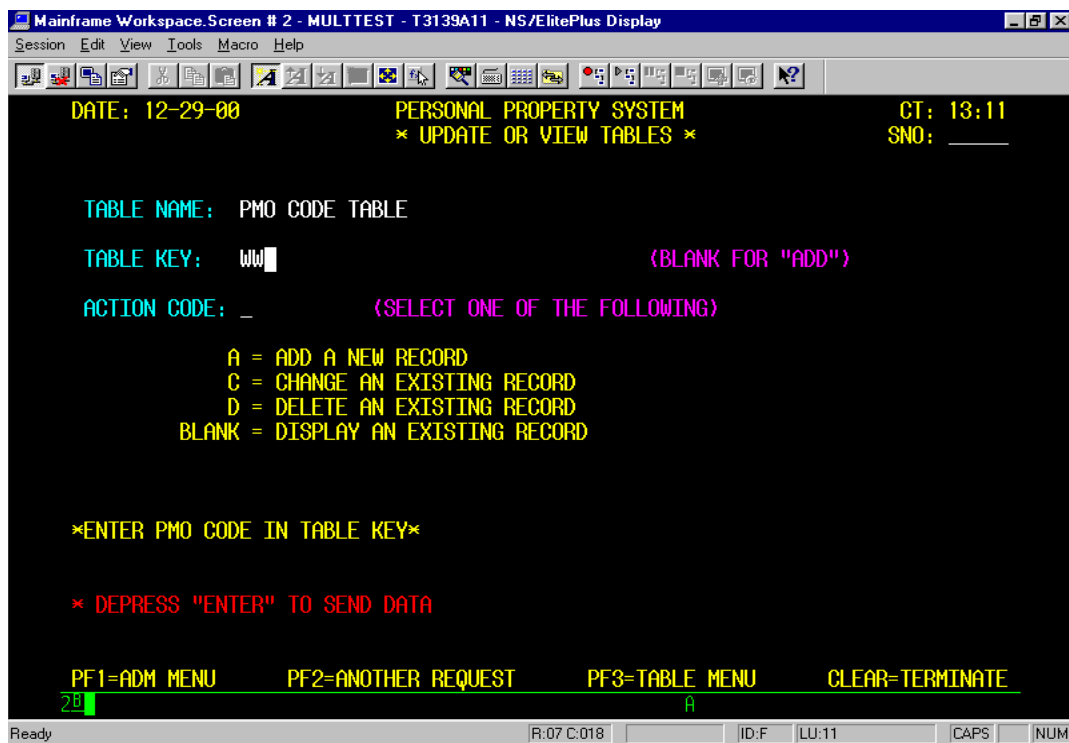 Mainframe Workspace.Screen # 2 - MULTTEST - T3139A11 - NS/ElitePlus Display
Session Edit View Tools Macro Help
DATE: 12-29-00 PERSONAL PROPERTY SYSTEM CT: 13:11
* UPDATE OR VIEW TABLES * SNO: _____
TABLE NAME: PMO CODE TABLE
TABLE KEY: WW (BLANK FOR "ADD")
ACTION CODE: _ (SELECT ONE OF THE FOLLOWING)
A = ADD A NEW RECORD
C = CHANGE AN EXISTING RECORD
D = DELETE AN EXISTING RECORD
BLANK = DISPLAY AN EXISTING RECORD
*ENTER PMO CODE IN TABLE KEY*
* DEPRESS "ENTER" TO SEND DATA
PF1=ADM MENU PF2=ANOTHER REQUEST PF3=TABLE MENU CLEAR=TERMINATE
2B A
Ready R:07 C:018 ID:F LU:11 CAPS NUM